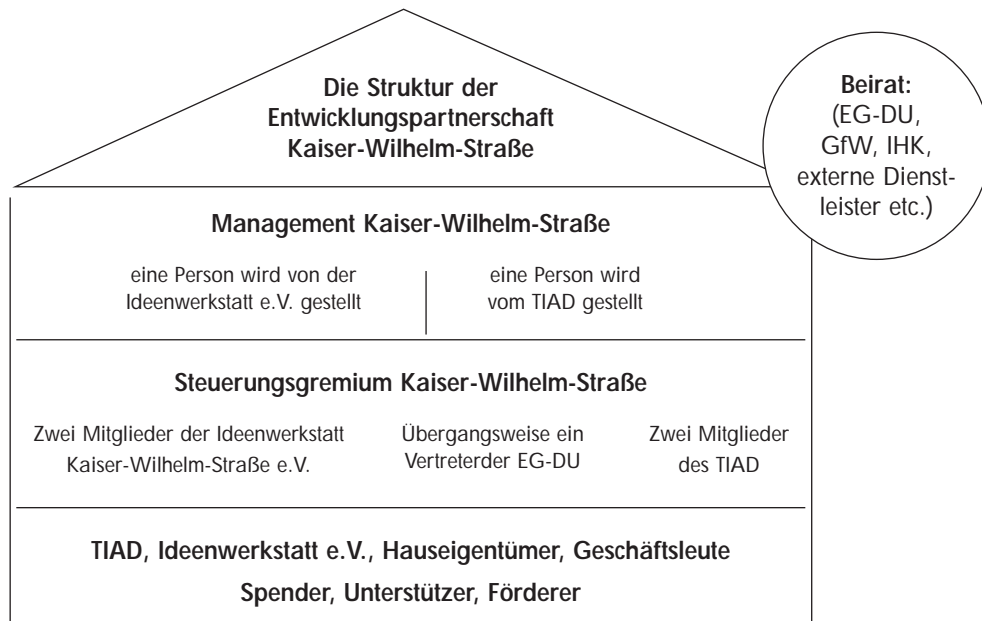 Die Struktur der
Entwicklungspartnerschaft
Kaiser-Wilhelm-Straße
Beirat:
(EG-DU,
GfW, IHK,
externe Dienst-
leister etc.)
Management Kaiser-Wilhelm-Straße
eine Person wird von der
Ideenwerkstatt e.V. gestellt
eine Person wird
vom TIAD gestellt
Steuerungsgremium Kaiser-Wilhelm-Straße
Zwei Mitglieder der Ideenwerkstatt
Kaiser-Wilhelm-Straße e.V.
Übergangsweise ein
Vertreterder EG-DU
Zwei Mitglieder
des TIAD
TIAD, Ideenwerkstatt e.V., Hauseigentümer, Geschäftsleute
Spender, Unterstützer, Förderer